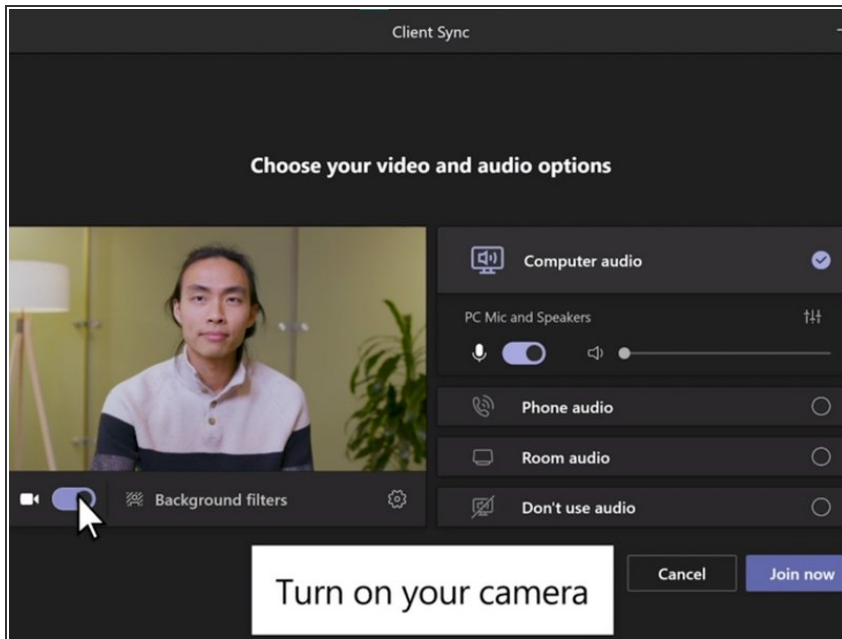 Client Sync
Choose your video and audio options
Computer audio
PC Mic and Speakers
Phone audio
Room audio
Background filters
Don't use audio
Turn on your camera
Cancel
Join now